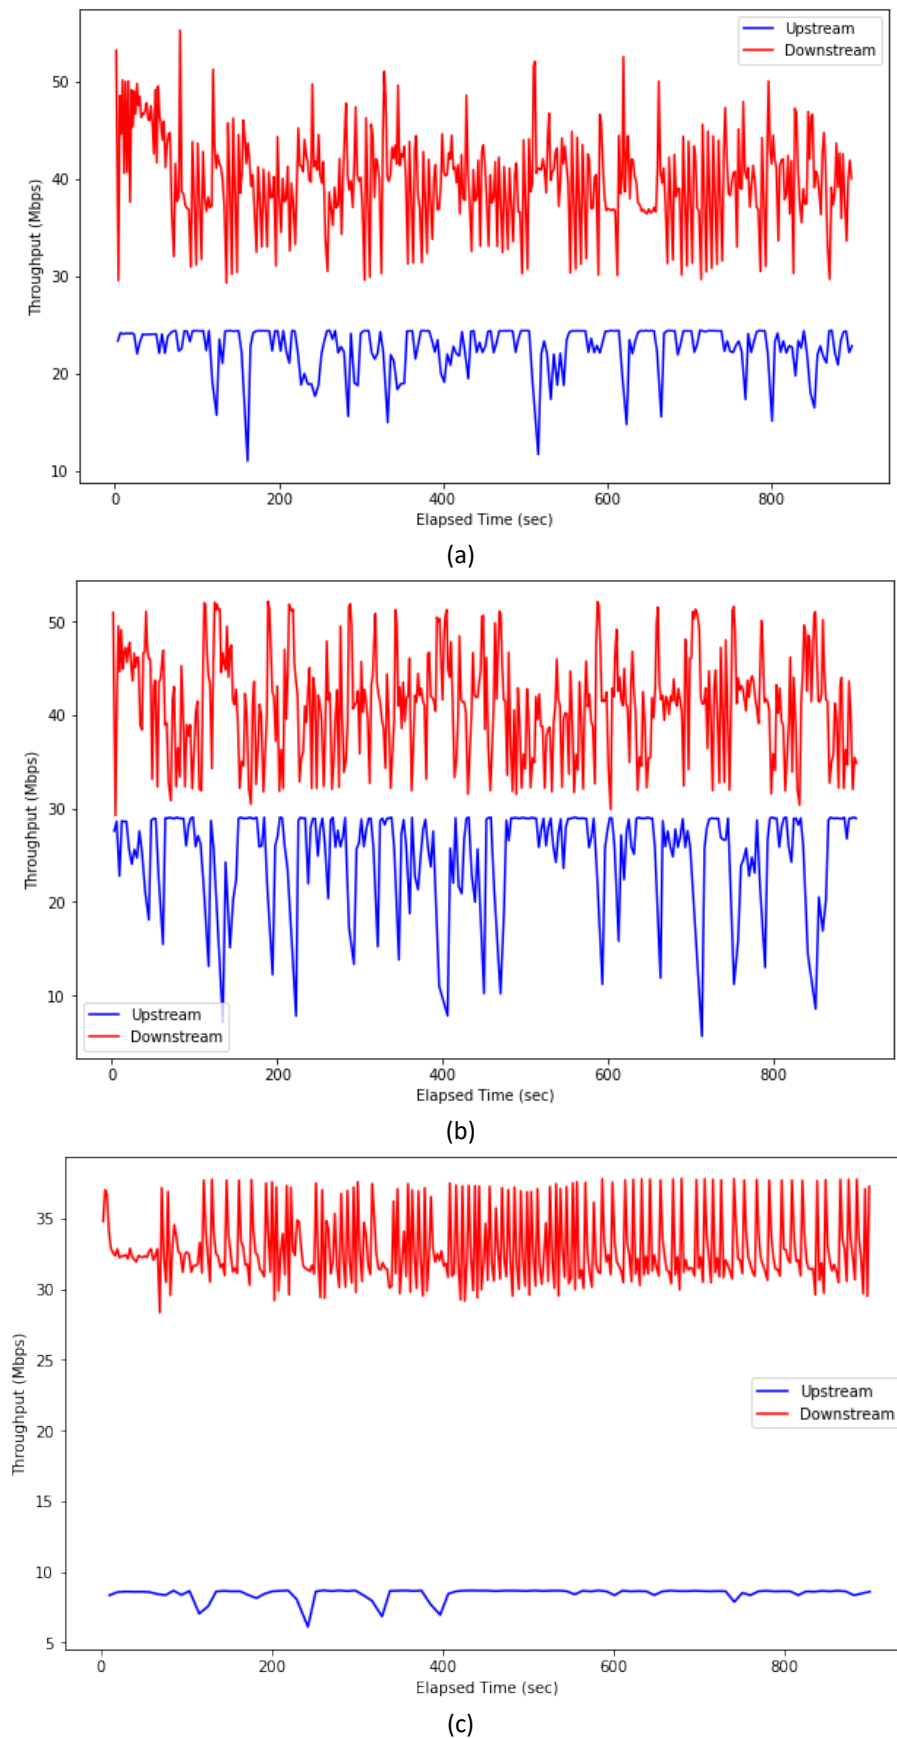 Upstream
Downstream
50
40
30
20
10
Throughput (Mbps)
0 200 400 600 800
Elapsed Time (sec)
(a)
50
40
30
20
10
Throughput (Mbps)
Upstream
Downstream
0 200 400 600 800
Elapsed Time (sec)
(b)
35
30
25
20
15
10
5
Throughput (Mbps)
Upstream
Downstream
0 200 400 600 800
Elapsed Time (sec)
(c)